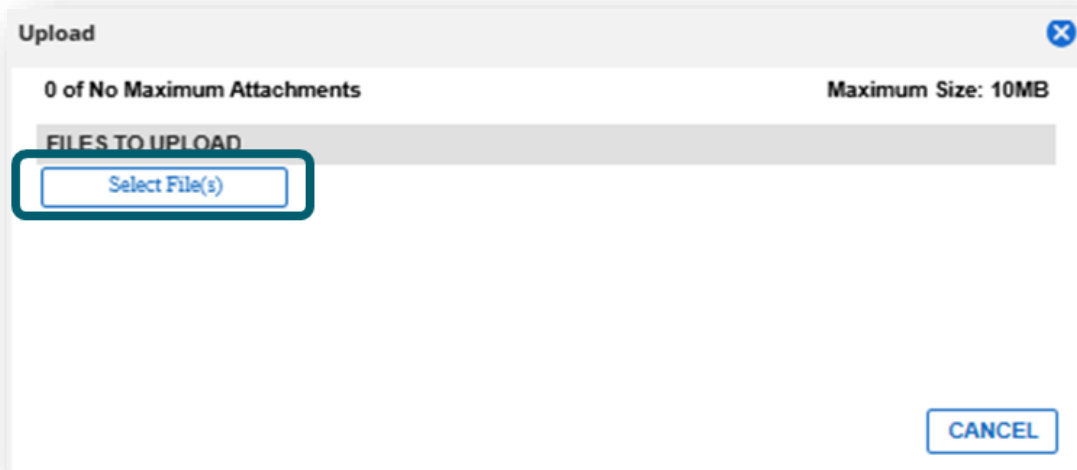 Upload
0 of No Maximum Attachments Maximum Size: 10MB
FILES TO UPLOAD
Select File(s)
CANCEL